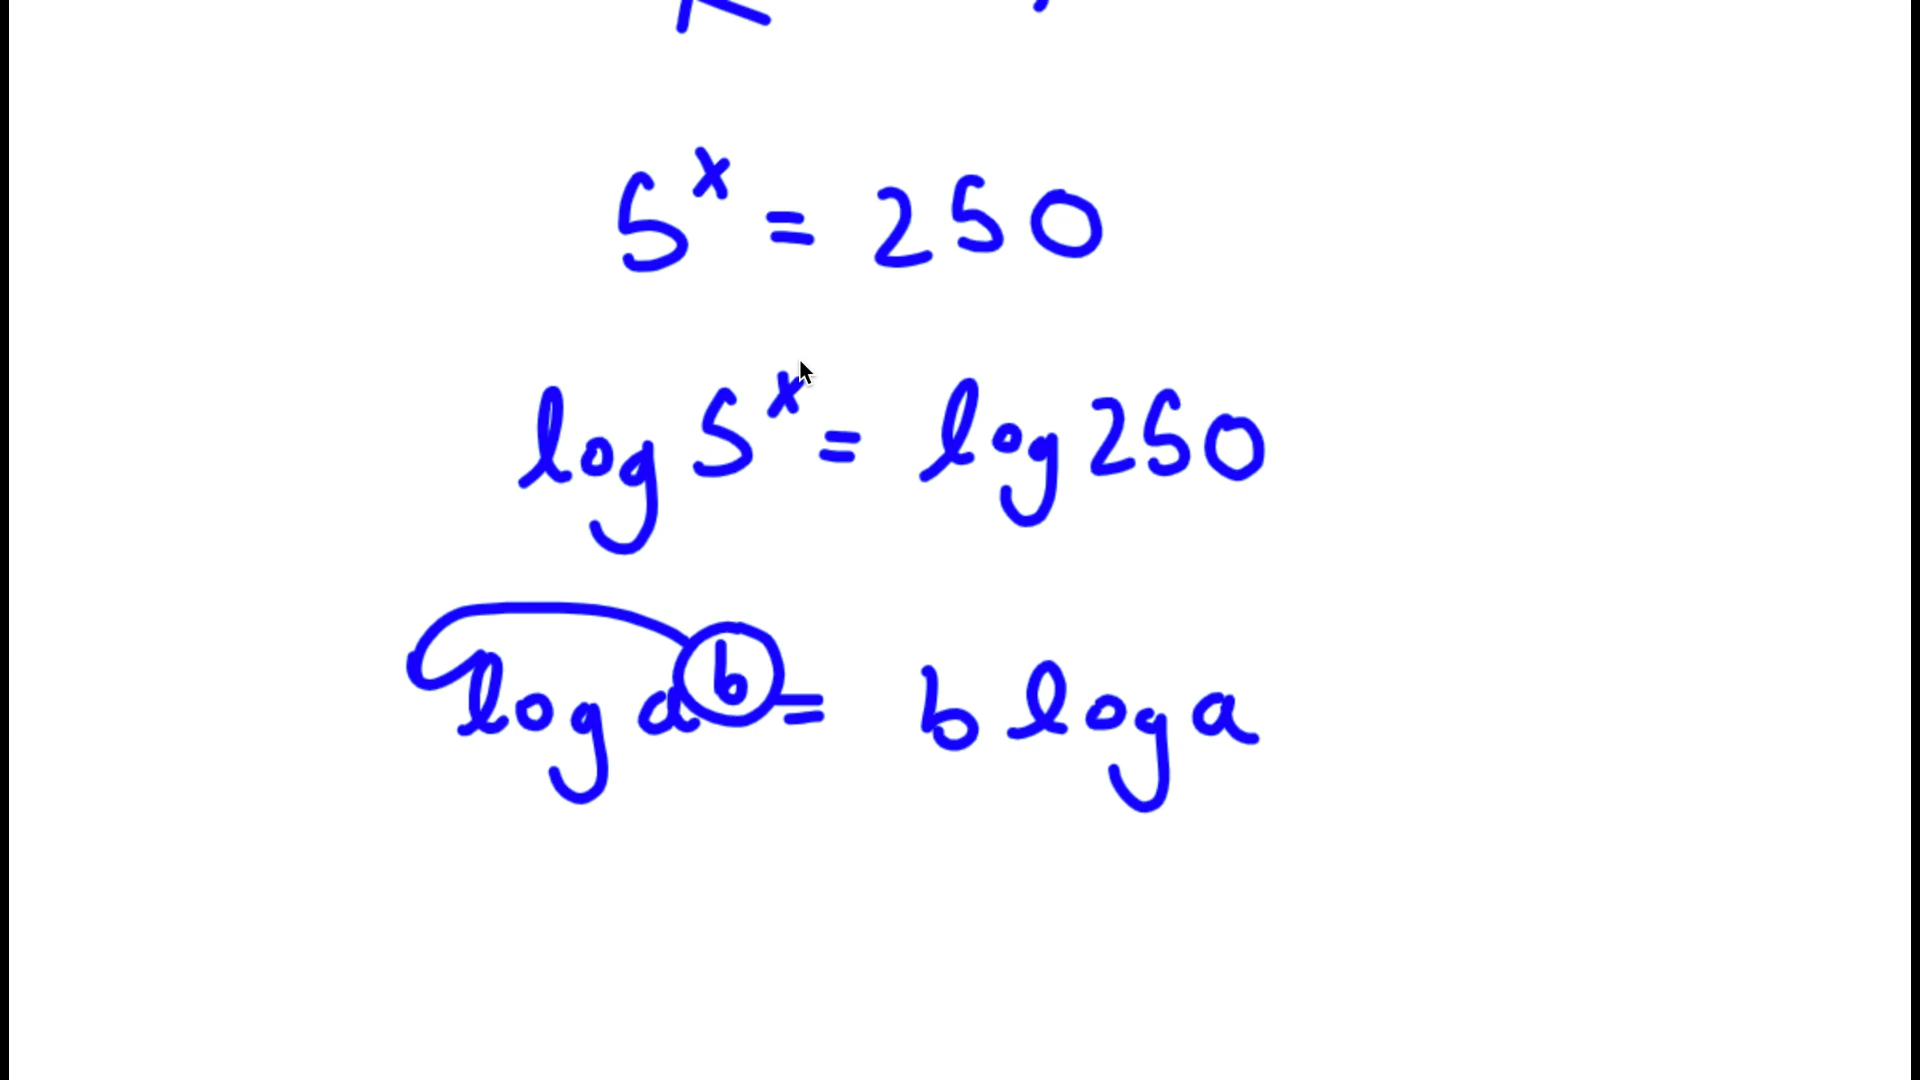 5^x = 250
log 5^x = log 250
log a^b = b log a